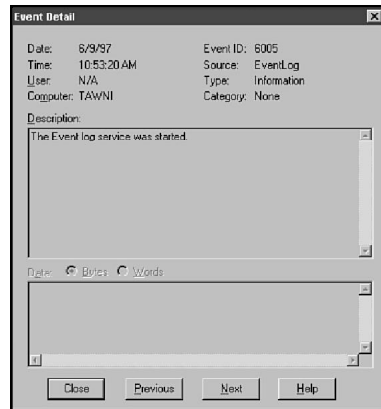 Event Detail
Date: 6/9/97 Event ID: 6005
Time: 10:53:20 AM Source: EventLog
User: N/A Type: Information
Computer: TAWNI Category: None
Description:
The Event log service was started.
Data: Bytes Words
Close Previous Next Help